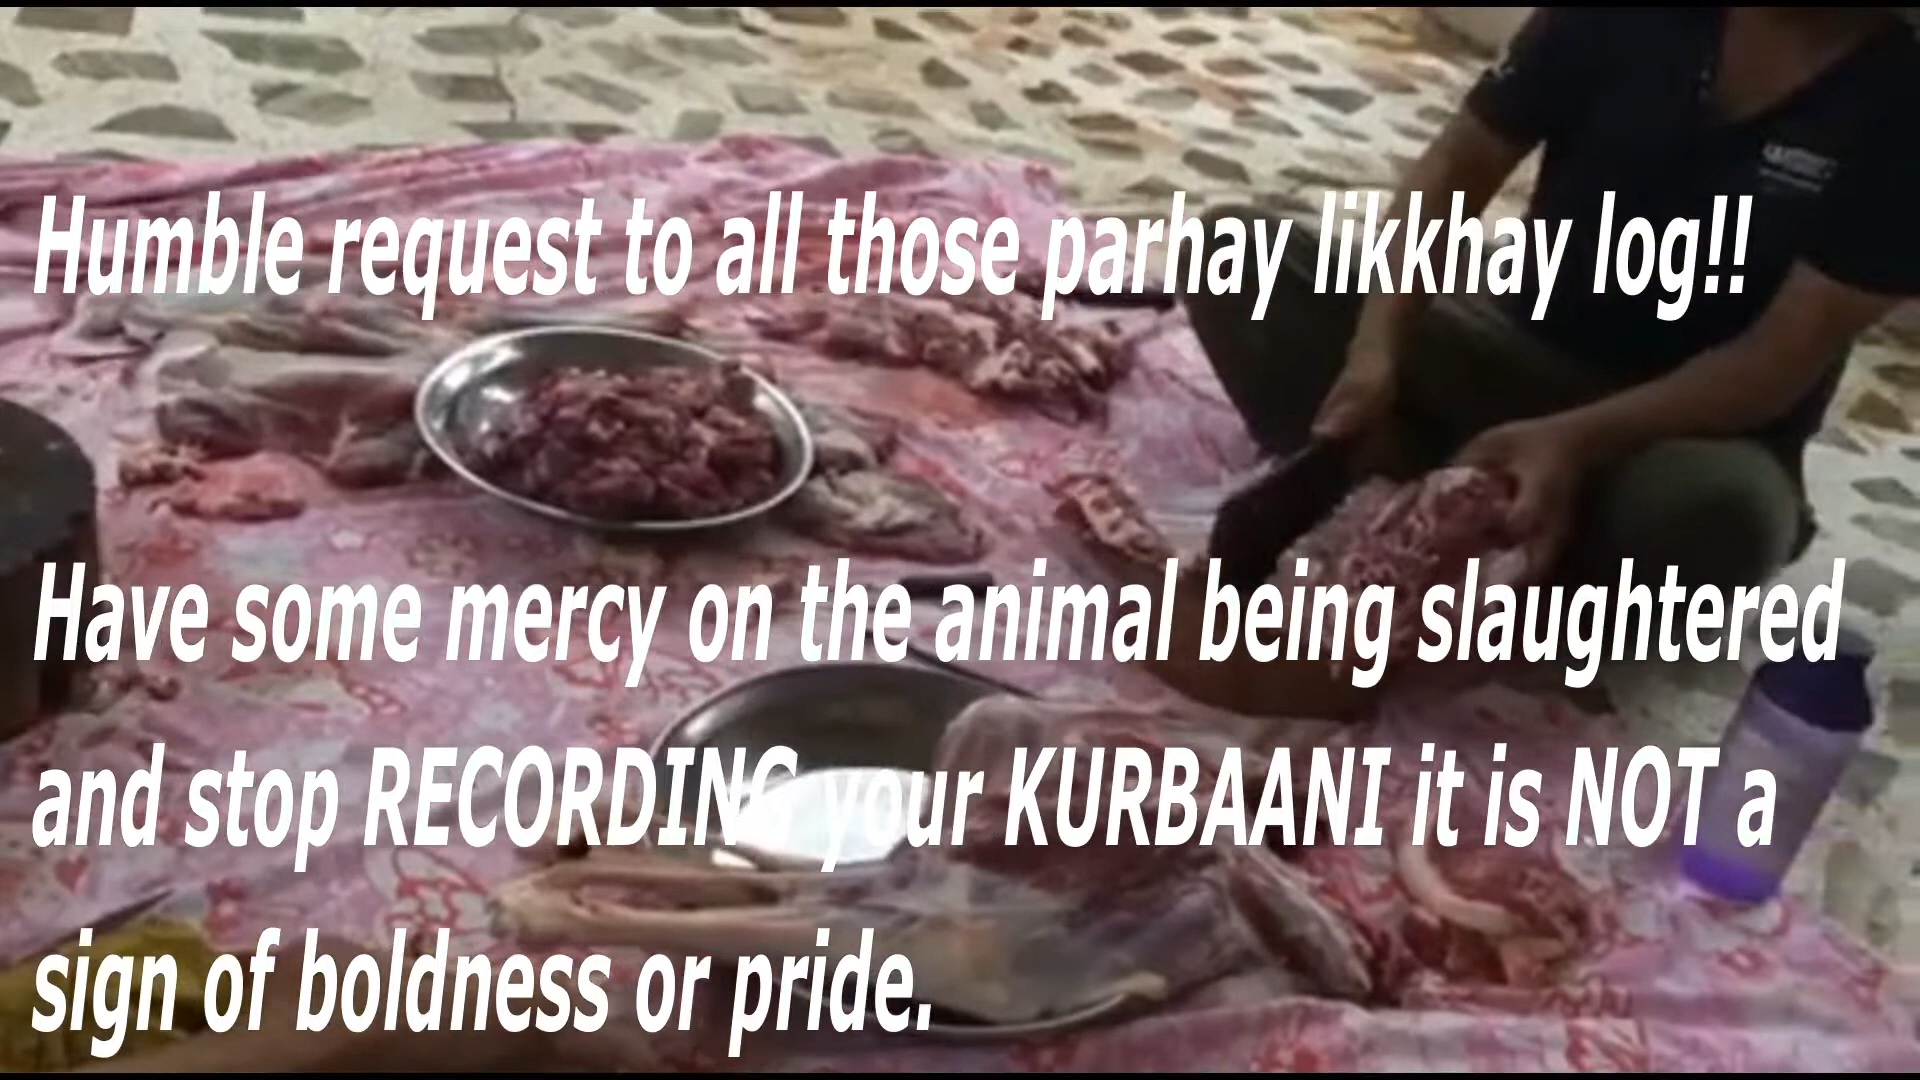 Humble request to all those parhay likkhay log!!
Have some mercy on the animal being slaughtered
and stop RECORDING your KURBAANI it is NOT a
sign of boldness or pride.